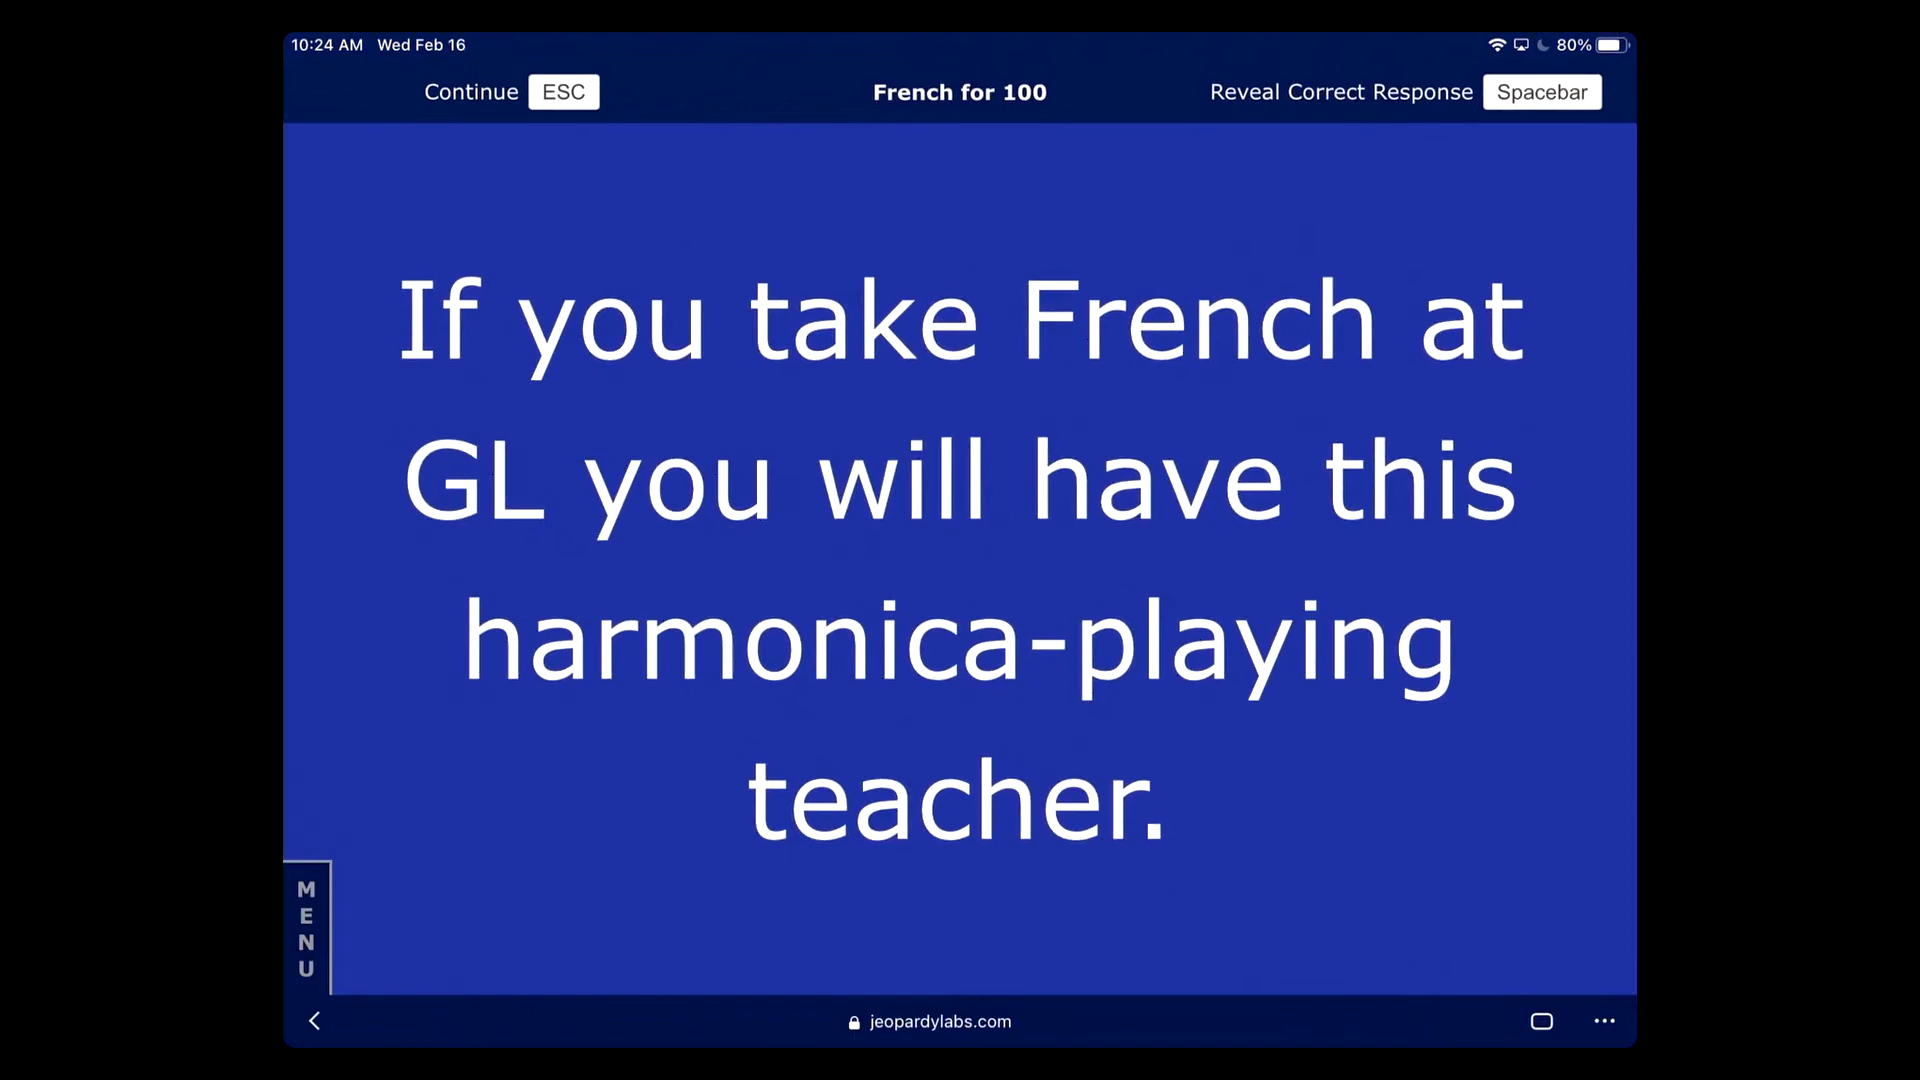 10:24 AM Wed Feb 16
80%
Continue ESC
French for 100
Reveal Correct Response Spacebar
If you take French at
GL you will have this
harmonica-playing
teacher.
MENU
jeopardylabs.com